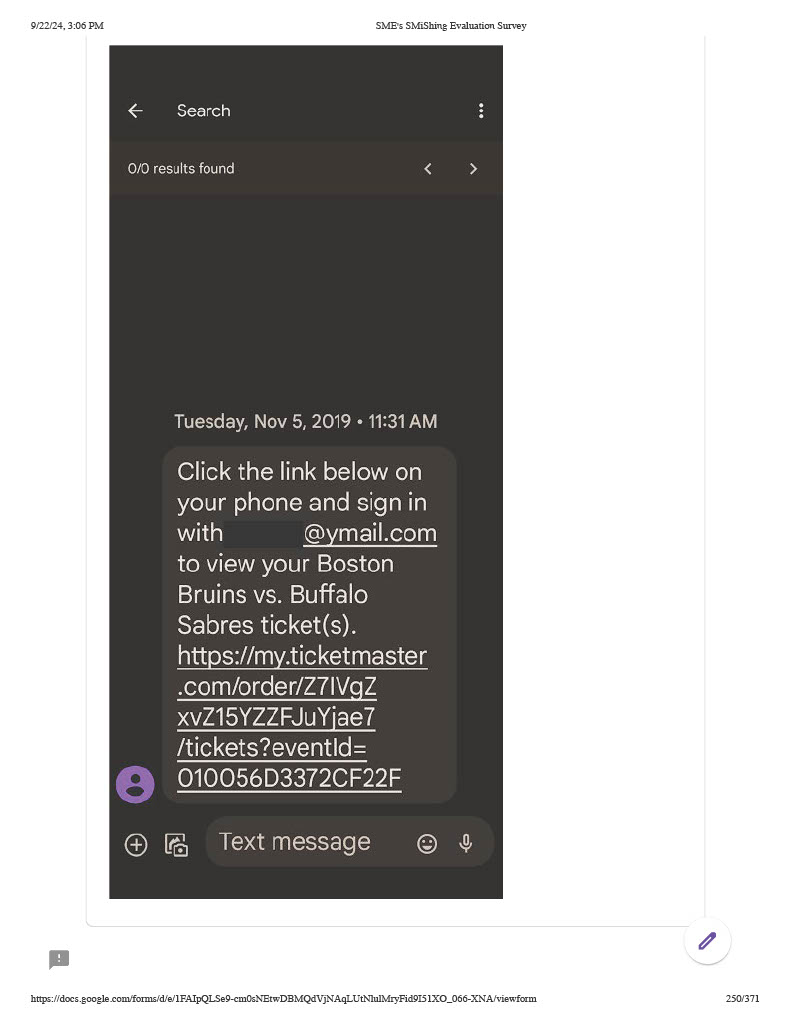 9/22/24, 3:06 PM
SME's SMiShing Evaluation Survey
Search
0/0 results found
Tuesday, Nov 5, 2019 • 11:31 AM
Click the link below on
your phone and sign in
with @ymail.com
to view your Boston
Bruins vs. Buffalo
Sabres ticket(s).
https://my.ticketmaster
.com/order/Z7IVgZ
xvZ15YZZFJuYjae7
/tickets?eventId=
010056D3372CF22F
Text message
https://docs.google.com/forms/d/e/1FAIpQLSe9-cm0sNEtwDBMQdVjNAqLUtNlulMryFid9I51XO_066-XNA/viewform
250/371